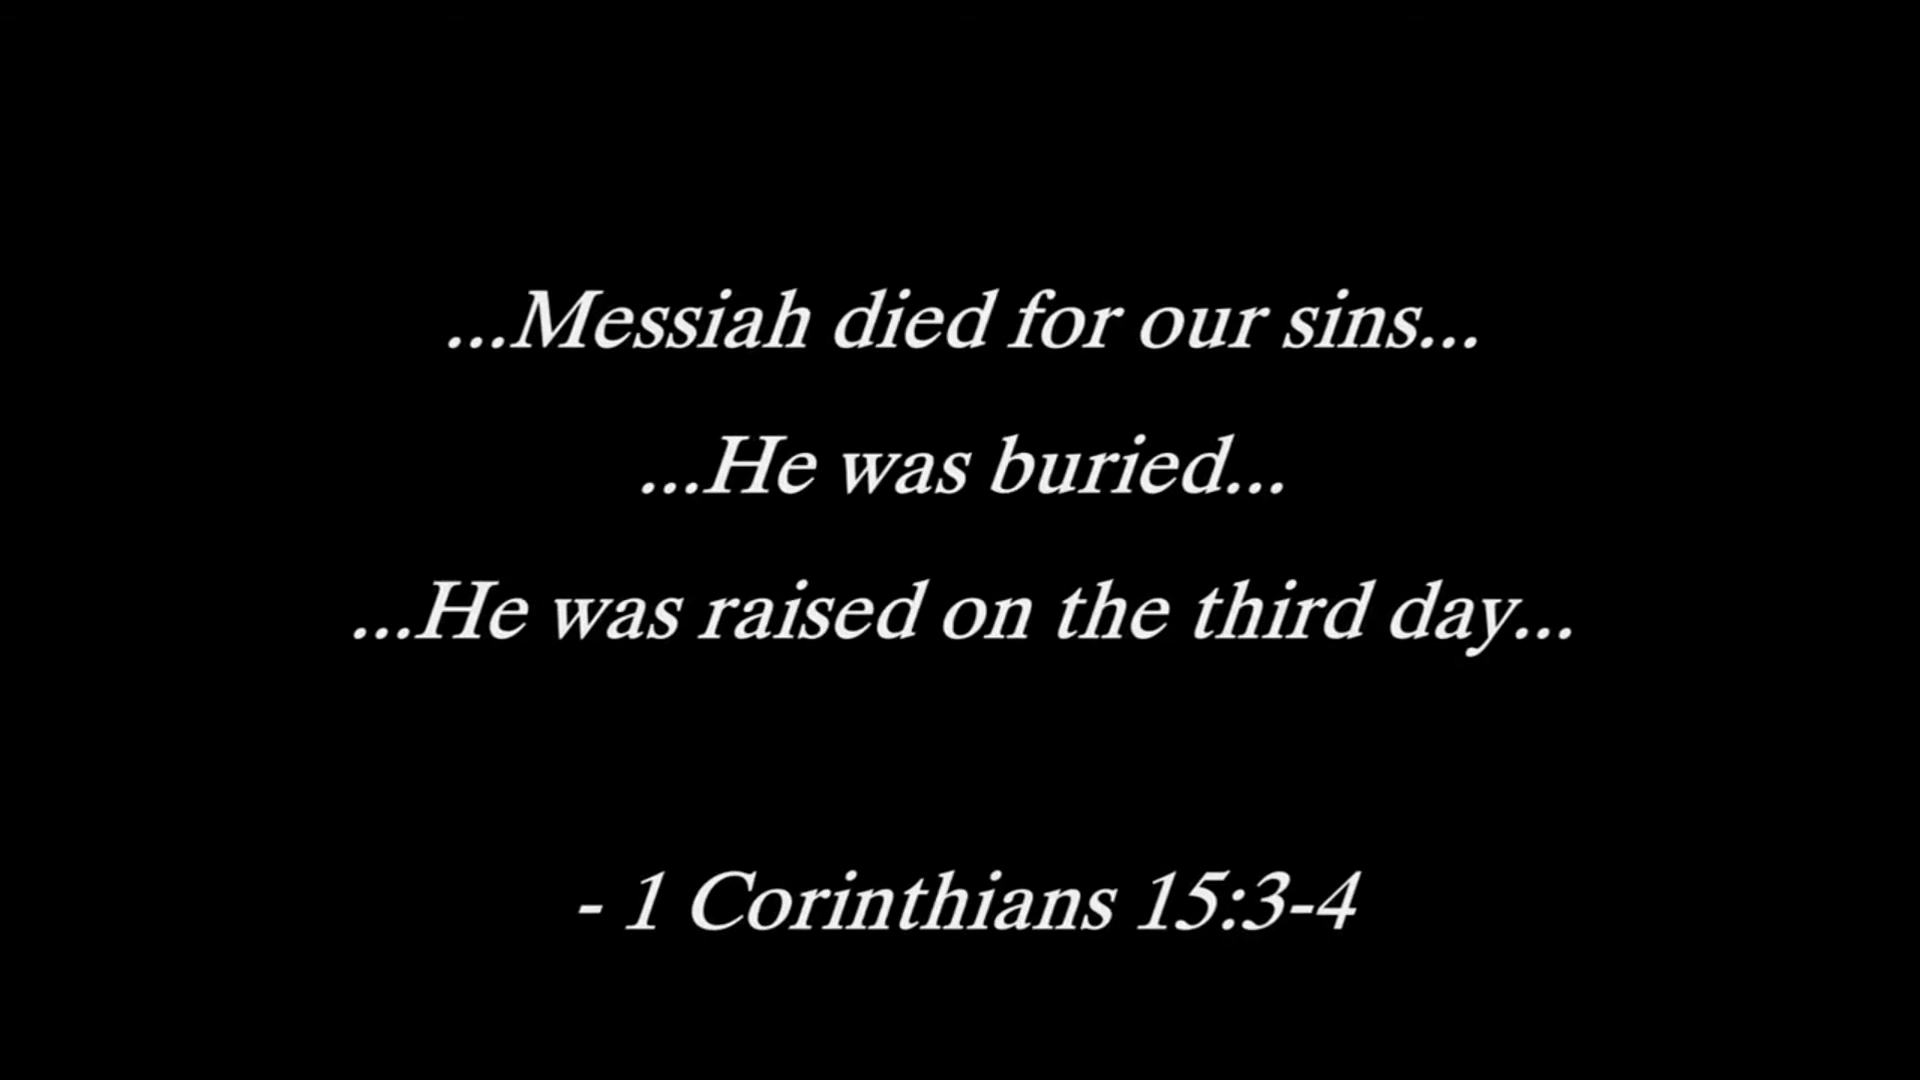 ...Messiah died for our sins...
...He was buried...
...He was raised on the third day...
- 1 Corinthians 15:3-4